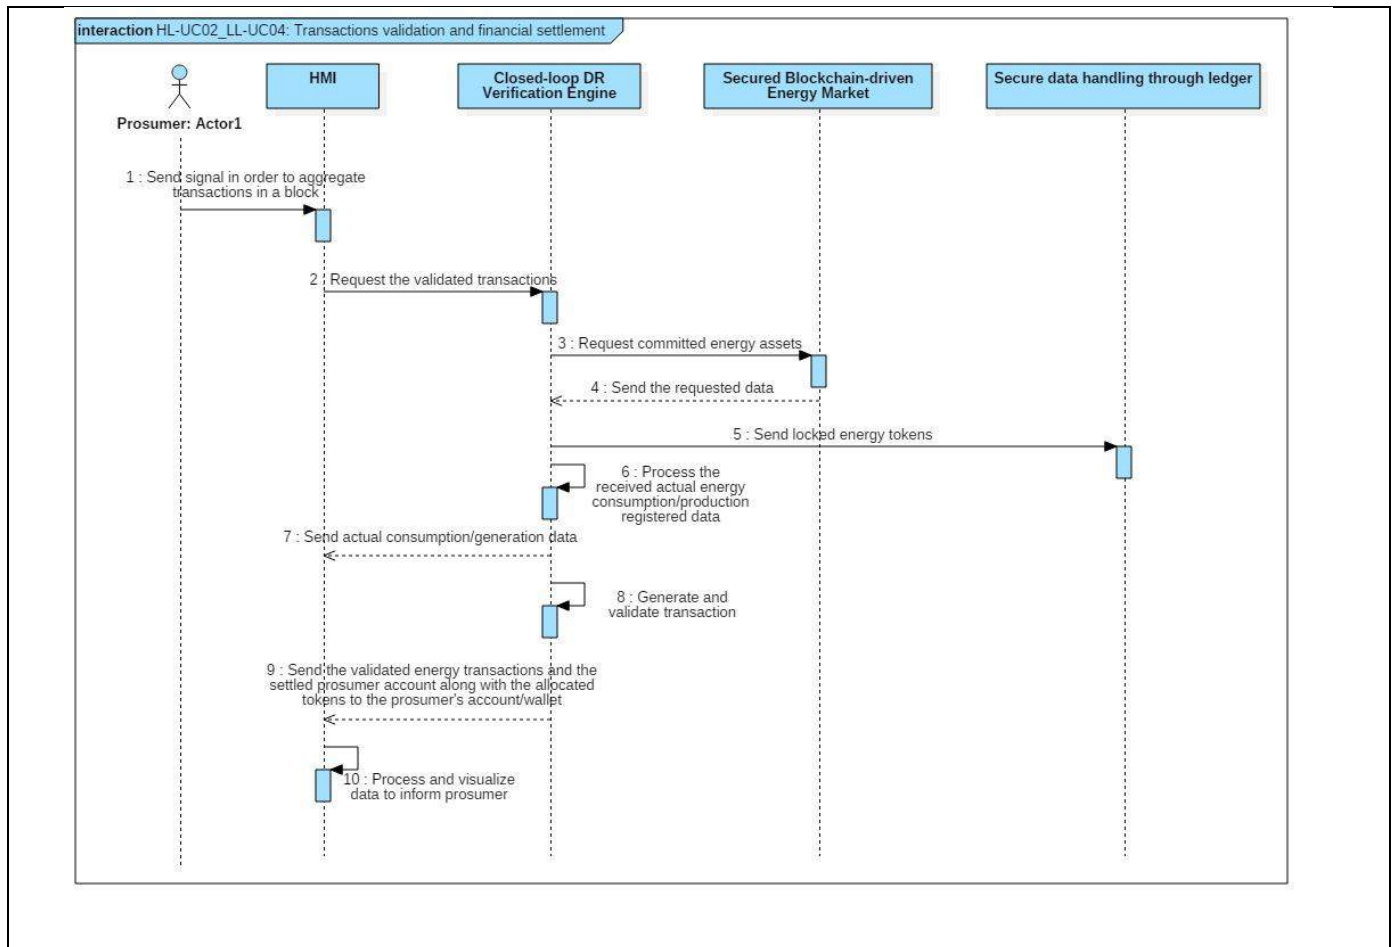 interaction HL-UC02_LL-UC04: Transactions validation and financial settlement
Prosumer: Actor1
HMI
Closed-loop DR
Verification Engine
Secured Blockchain-driven
Energy Market
Secure data handling through ledger
1 : Send signal in order to aggregate
transactions in a block
2 : Request the validated transactions
3 : Request committed energy assets
4 : Send the requested data
5 : Send locked energy tokens
6 : Process the
received actual energy
consumption/production
registered data
7 : Send actual consumption/generation data
8 : Generate and
validate transaction
9 : Send the validated energy transactions and the
settled prosumer account along with the allocated
tokens to the prosumer's account/wallet
10 : Process and visualize
data to inform prosumer